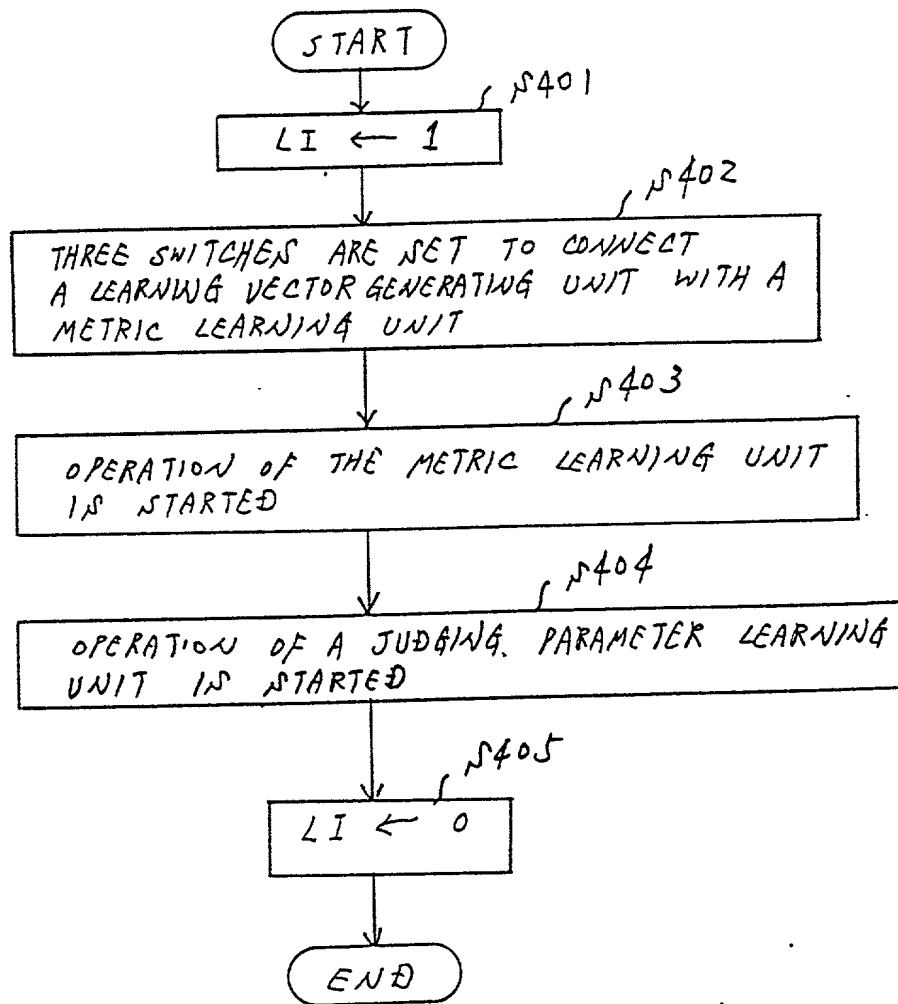 START
S401
LI ← 1
S402
THREE SWITCHES ARE SET TO CONNECT
A LEARNING VECTOR GENERATING UNIT WITH A
METRIC LEARNING UNIT
S403
OPERATION OF THE METRIC LEARNING UNIT
IS STARTED
S404
OPERATION OF A JUDGING. PARAMETER LEARNING
UNIT IS STARTED
S405
LI ← 0
END